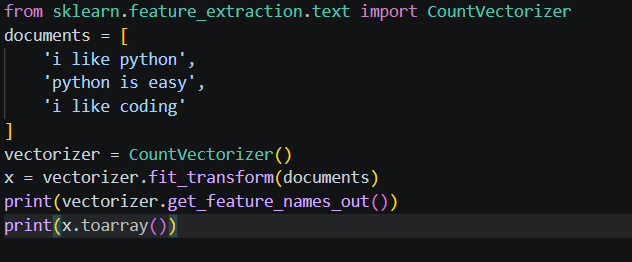 from sklearn.feature_extraction.text import CountVectorizer
documents = [
    'i like python',
    'python is easy',
    'i like coding'
]
vectorizer = CountVectorizer()
x = vectorizer.fit_transform(documents)
print(vectorizer.get_feature_names_out())
print(x.toarray())